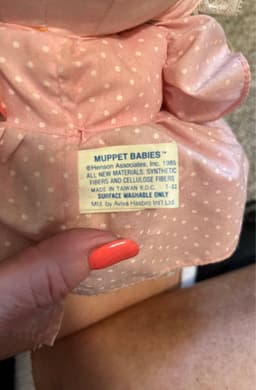 MUPPET BABIES™
©Henson Associates, Inc. 1985
ALL NEW MATERIALS: SYNTHETIC
FIBERS AND CELLULOSE FIBERS
MADE IN TAIWAN R.O.C.
SURFACE WASHABLE ONLY
Mfd. by Aviva Hasbro Int'l Ltd